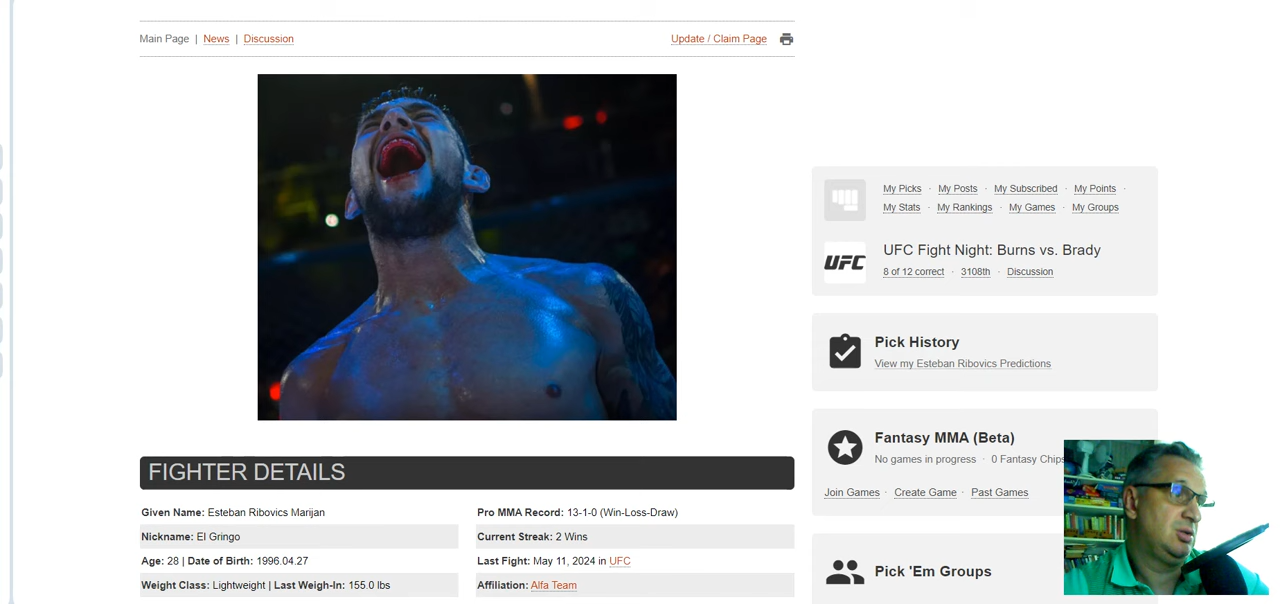 Main Page | News | Discussion
Update / Claim Page
My Picks · My Posts · My Subscribed · My Points ·
My Stats · My Rankings · My Games · My Groups
UFC
UFC Fight Night: Burns vs. Brady
8 of 12 correct · 3108th · Discussion
Pick History
View my Esteban Ribovics Predictions
Fantasy MMA (Beta)
No games in progress · 0 Fantasy Chips
Join Games · Create Game · Past Games
Pick 'Em Groups
FIGHTER DETAILS
Given Name: Esteban Ribovics Marijan
Pro MMA Record: 13-1-0 (Win-Loss-Draw)
Nickname: El Gringo
Current Streak: 2 Wins
Age: 28 | Date of Birth: 1996.04.27
Last Fight: May 11, 2024 in UFC
Weight Class: Lightweight | Last Weigh-In: 155.0 lbs
Affiliation: Alfa Team